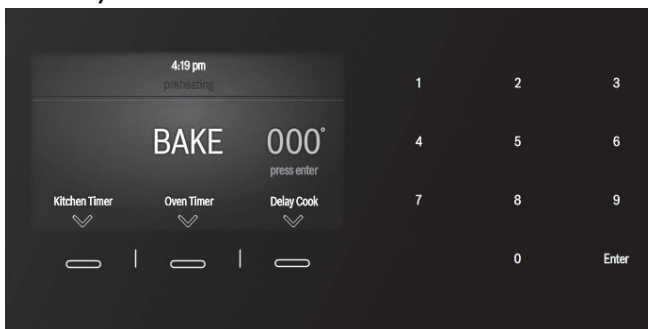 4:19 pm
preheating
BAKE 000°
press enter
Kitchen Timer Oven Timer Delay Cook
1 2 3
4 5 6
7 8 9
0 Enter